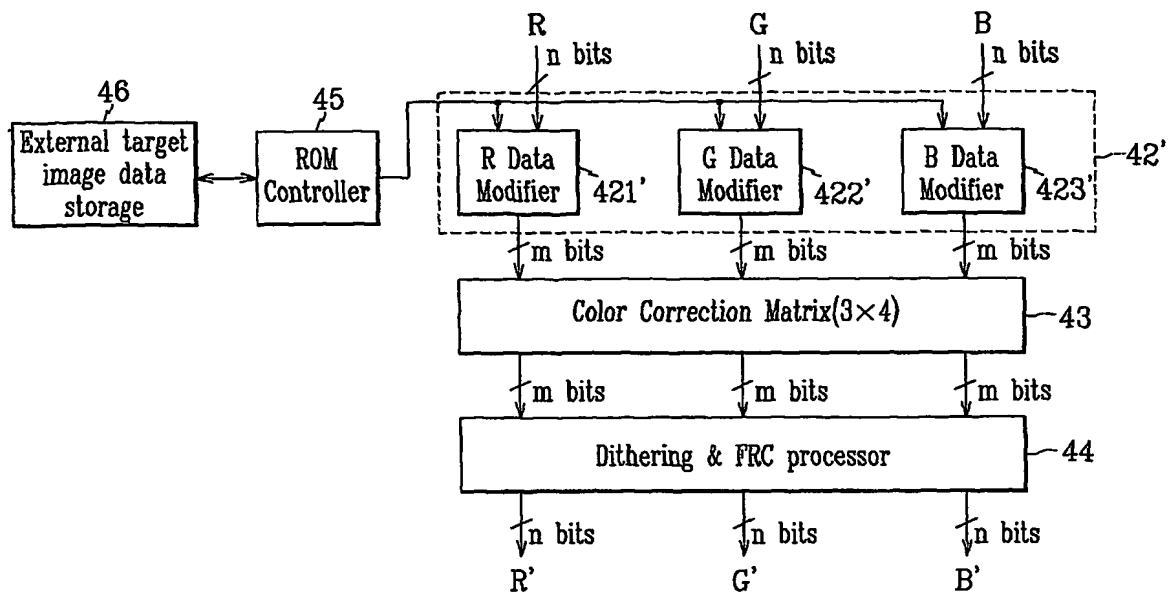 R G B
n bits n bits n bits
46 45
External target
image data
storage
ROM
Controller
R Data
Modifier
421'
G Data
Modifier
422'
B Data
Modifier
423'
42'
m bits m bits m bits
Color Correction Matrix(3×4)
43
m bits m bits m bits
Dithering & FRC processor
44
n bits n bits n bits
R' G' B'